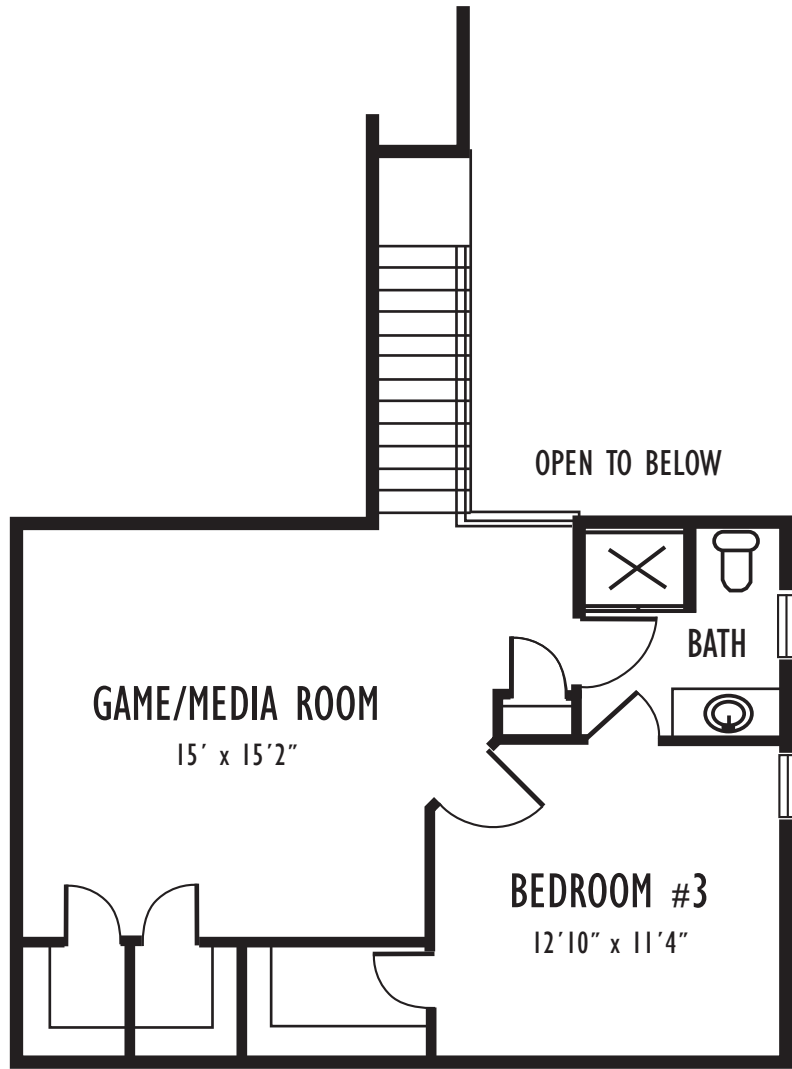 OPEN TO BELOW
BATH
GAME/MEDIA ROOM
15′ x 15′2″
BEDROOM #3
12′10″ x 11′4″